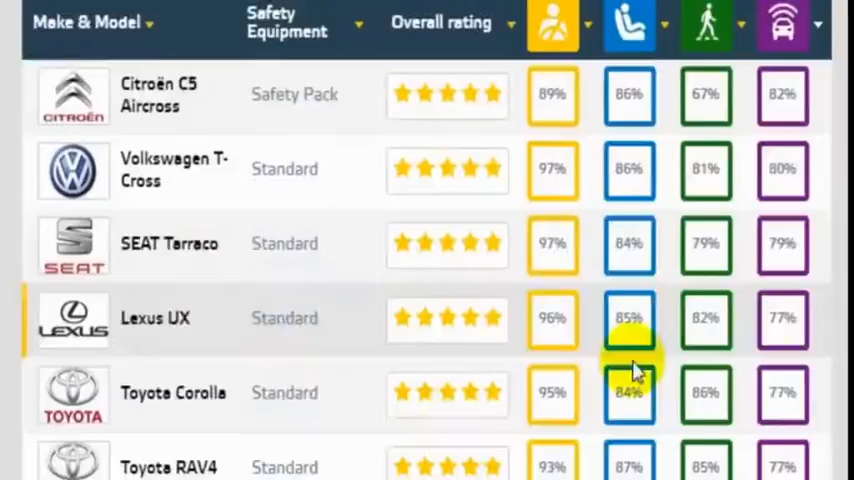 Make & Model
Safety
Equipment
Overall rating
CITROËN
Citroën C5
Aircross
Safety Pack
89%
86%
67%
82%
Volkswagen T-
Cross
Standard
97%
86%
81%
80%
SEAT
SEAT Tarraco
Standard
97%
84%
79%
79%
LEXUS
Lexus UX
Standard
96%
85%
82%
77%
TOYOTA
Toyota Corolla
Standard
95%
84%
86%
77%
Toyota RAV4
Standard
93%
87%
85%
77%